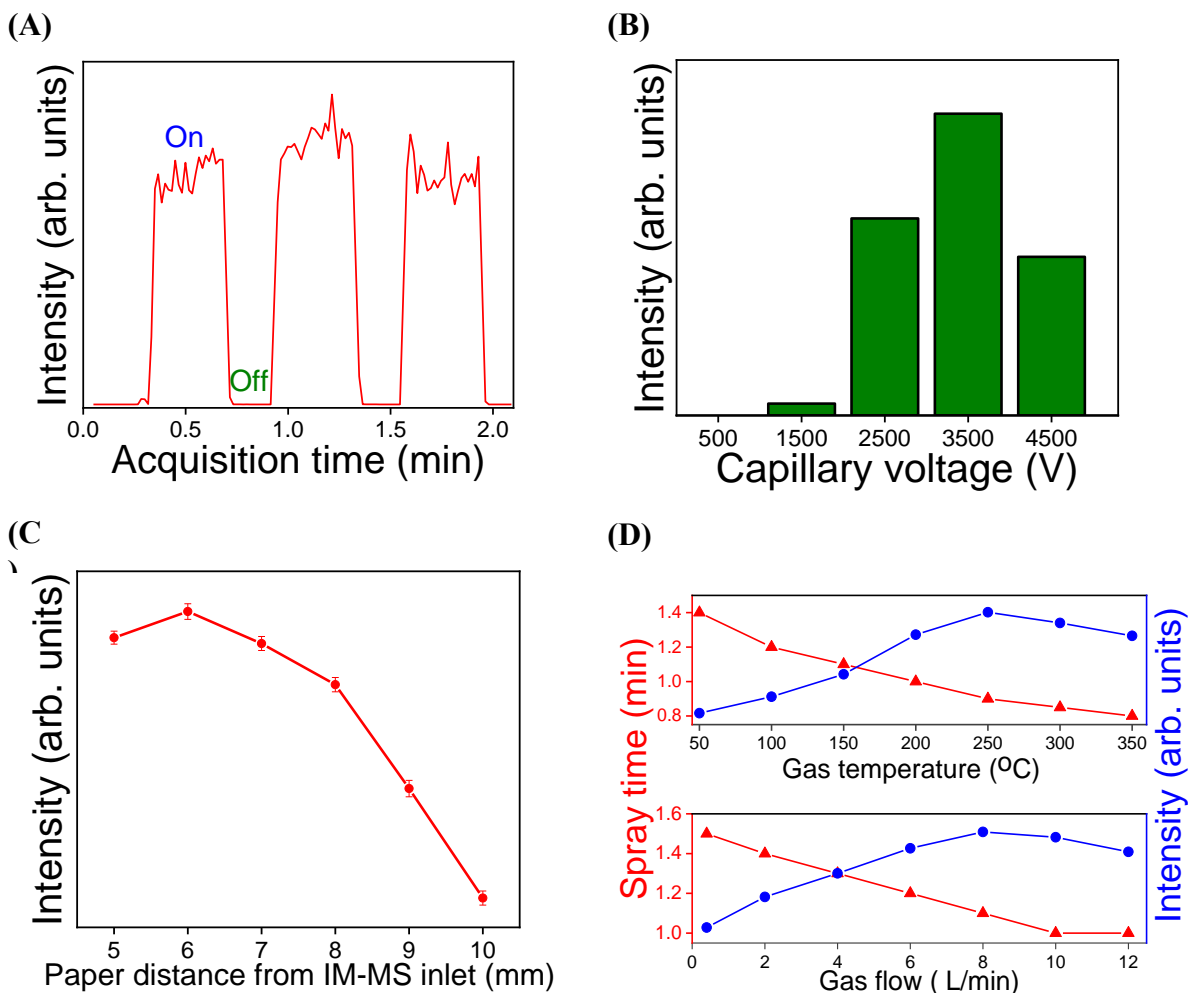 (A)
Intensity (arb. units)
On
Off
0.0 0.5 1.0 1.5 2.0
Acquisition time (min)
(B)
Intensity (arb. units)
500 1500 2500 3500 4500
Capillary voltage (V)
(C
)
Intensity (arb. units)
5 6 7 8 9 10
Paper distance from IM-MS inlet (mm)
(D)
Spray time (min)
Intensity (arb. units)
1.4
1.2
1.0
0.8
50 100 150 200 250 300 350
Gas temperature (OC)
1.6
1.4
1.2
1.0
0 2 4 6 8 10 12
Gas flow ( L/min)